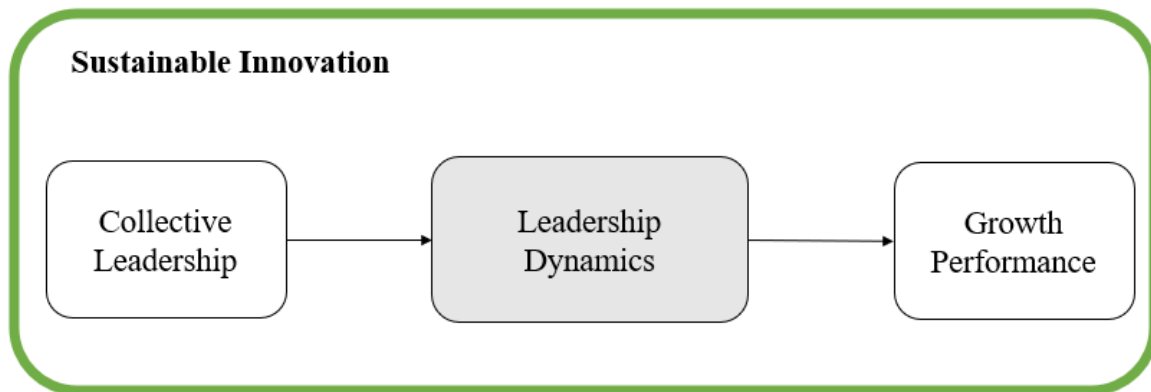 Sustainable Innovation
Collective
Leadership
Leadership
Dynamics
Growth
Performance